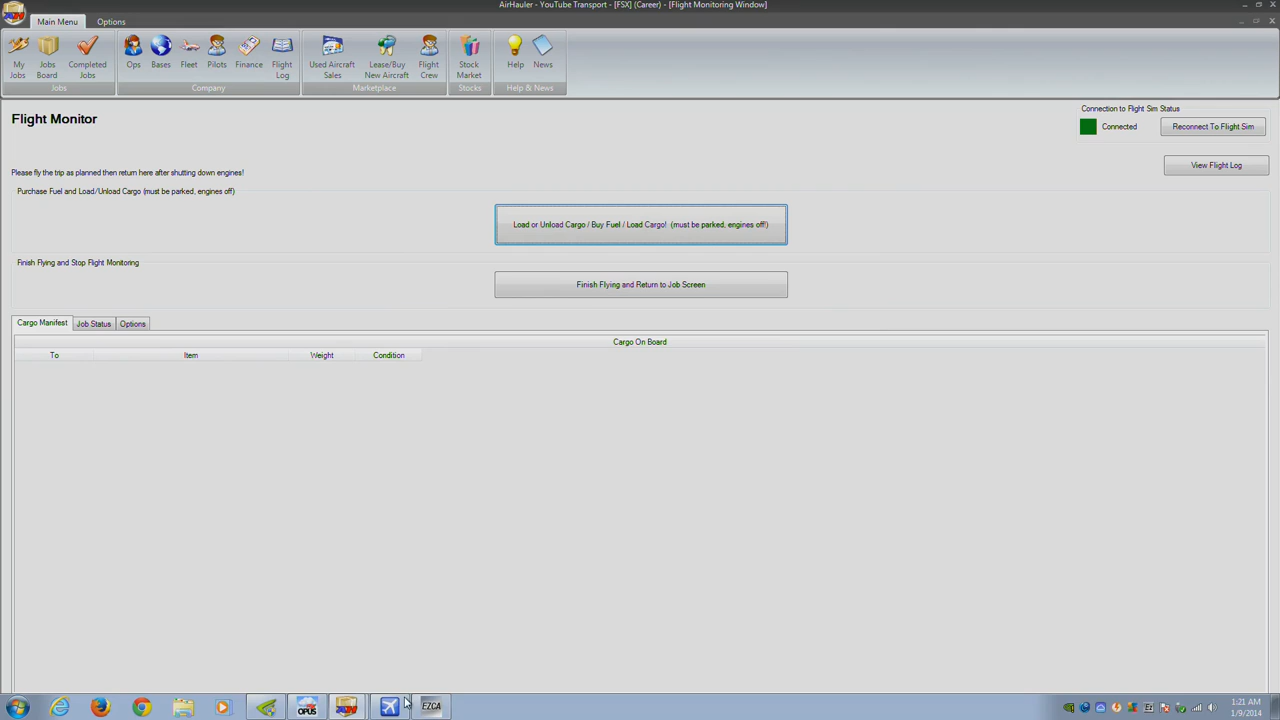 AirHauler - YouTube Transport - [FSX] (Career) - [Flight Monitoring Window]
Main Menu
Options
My Jobs
Jobs Board
Completed Jobs
Ops
Bases
Fleet
Pilots
Finance
Flight Log
Used Aircraft Sales
Lease/Buy New Aircraft
Flight Crew
Stock Market
Help
News
Jobs
Company
Marketplace
Stocks
Help & News
Flight Monitor
Connection to Flight Sim Status
Connected
Reconnect To Flight Sim
View Flight Log
Please fly the trip as planned then return here after shutting down engines!
Purchase Fuel and Load/Unload Cargo (must be parked, engines off)
Load or Unload Cargo / Buy Fuel / Load Cargo! (must be parked, engines off!)
Finish Flying and Stop Flight Monitoring
Finish Flying and Return to Job Screen
Cargo Manifest
Job Status
Options
Cargo On Board
To
Item
Weight
Condition
OPUS
EZCA
1:21 AM
1/9/2014